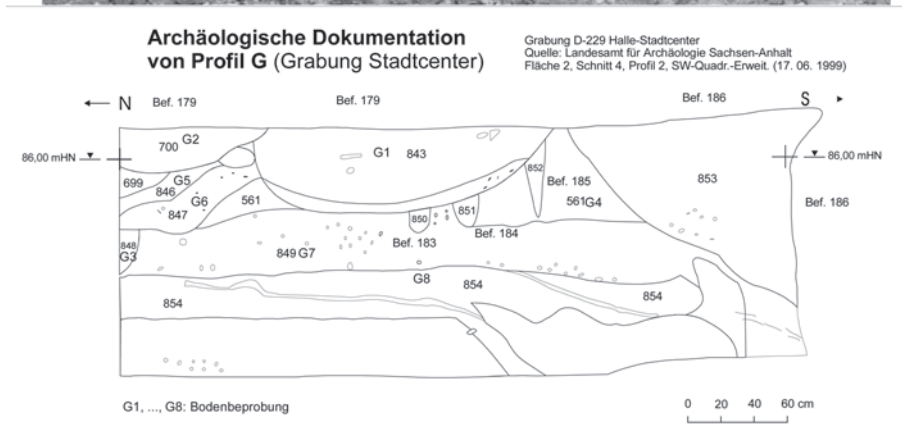 Archäologische Dokumentation
von Profil G (Grabung Stadtcenter)
Grabung D-229 Halle-Stadtcenter
Quelle: Landesamt für Archäologie Sachsen-Anhalt
Fläche 2, Schnitt 4, Profil 2, SW-Quadr.-Erweit. (17. 06. 1999)
N Bef. 179 Bef. 179 Bef. 186 S
86,00 mHN 86,00 mHN
700 G2
G1 843
699 G5
846
G6
847
561
852
Bef. 185
561 G4
853
Bef. 186
850
851
Bef. 183
Bef. 184
848
G3
849 G7
G8
854
854
854
G1, ..., G8: Bodenbeprobung
0 20 40 60 cm